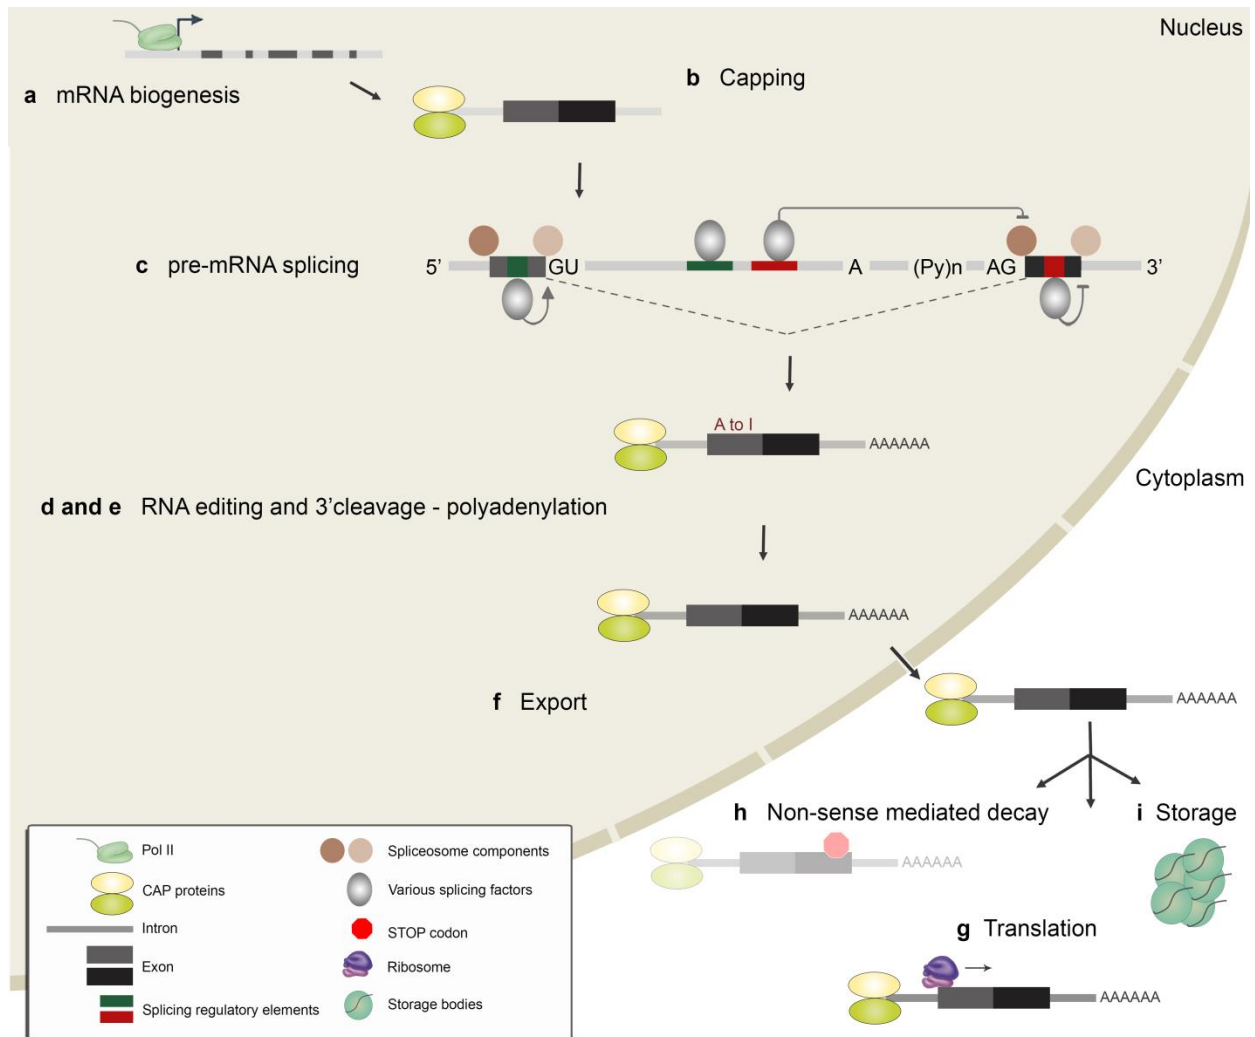 Nucleus
a mRNA biogenesis
b Capping
c pre-mRNA splicing
5’ GU A (Py)n AG 3’
A to I
AAAAAA
Cytoplasm
d and e RNA editing and 3’cleavage - polyadenylation
AAAAAA
f Export
AAAAAA
h Non-sense mediated decay
i Storage
AAAAAA
g Translation
AAAAAA
Pol II
CAP proteins
Intron
Exon
Splicing regulatory elements
Spliceosome components
Various splicing factors
STOP codon
Ribosome
Storage bodies